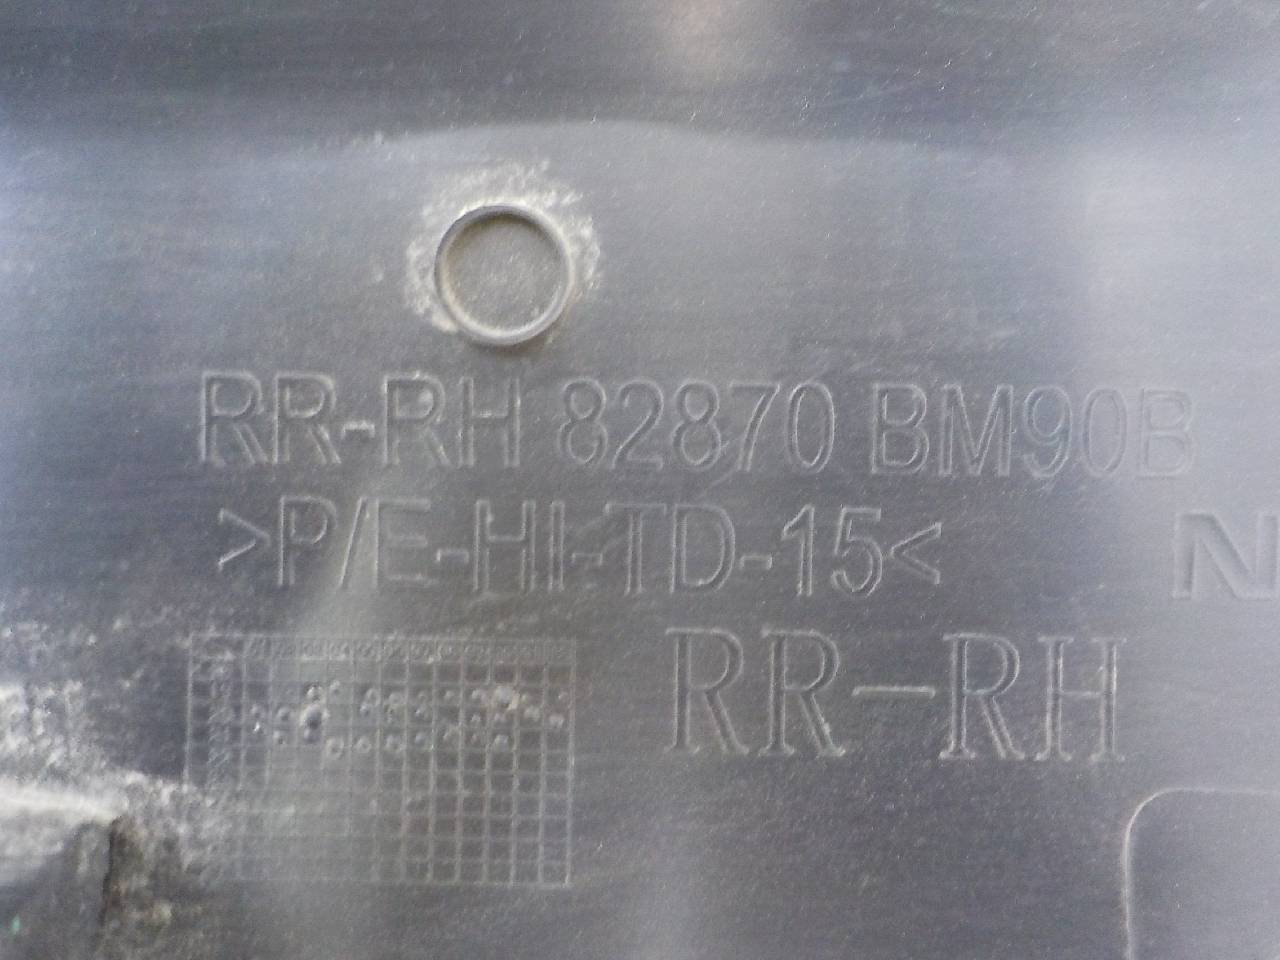 RR-RH 82870 BM90B
>P/E-HI-TD-15<
N
RR-RH